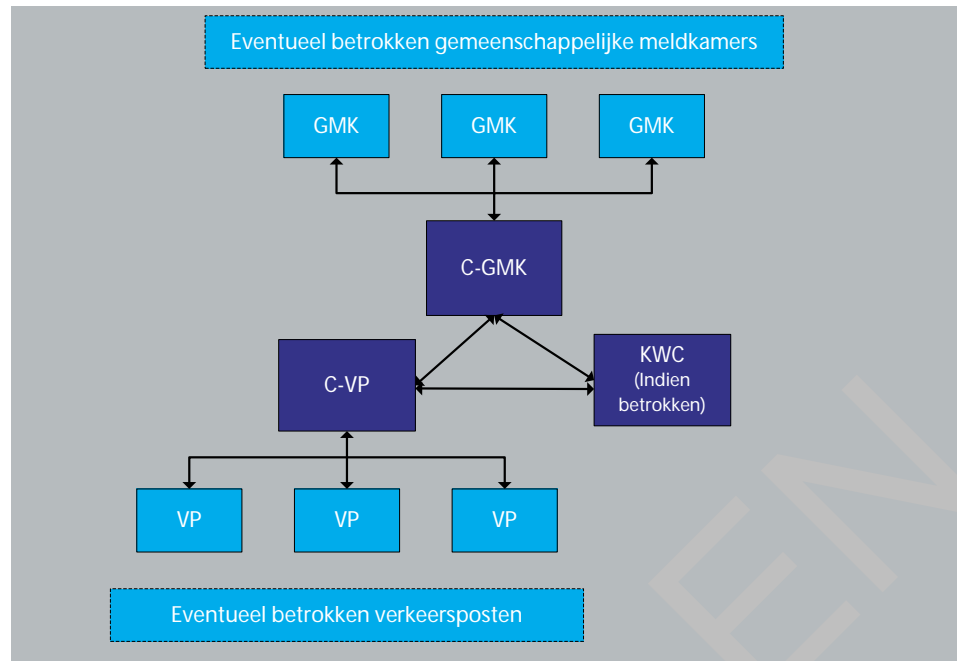 Eventueel betrokken gemeenschappelijke meldkamers
GMK
GMK
GMK
C-GMK
C-VP
KWC
(Indien
betrokken)
VP
VP
VP
Eventueel betrokken verkeersposten
EN